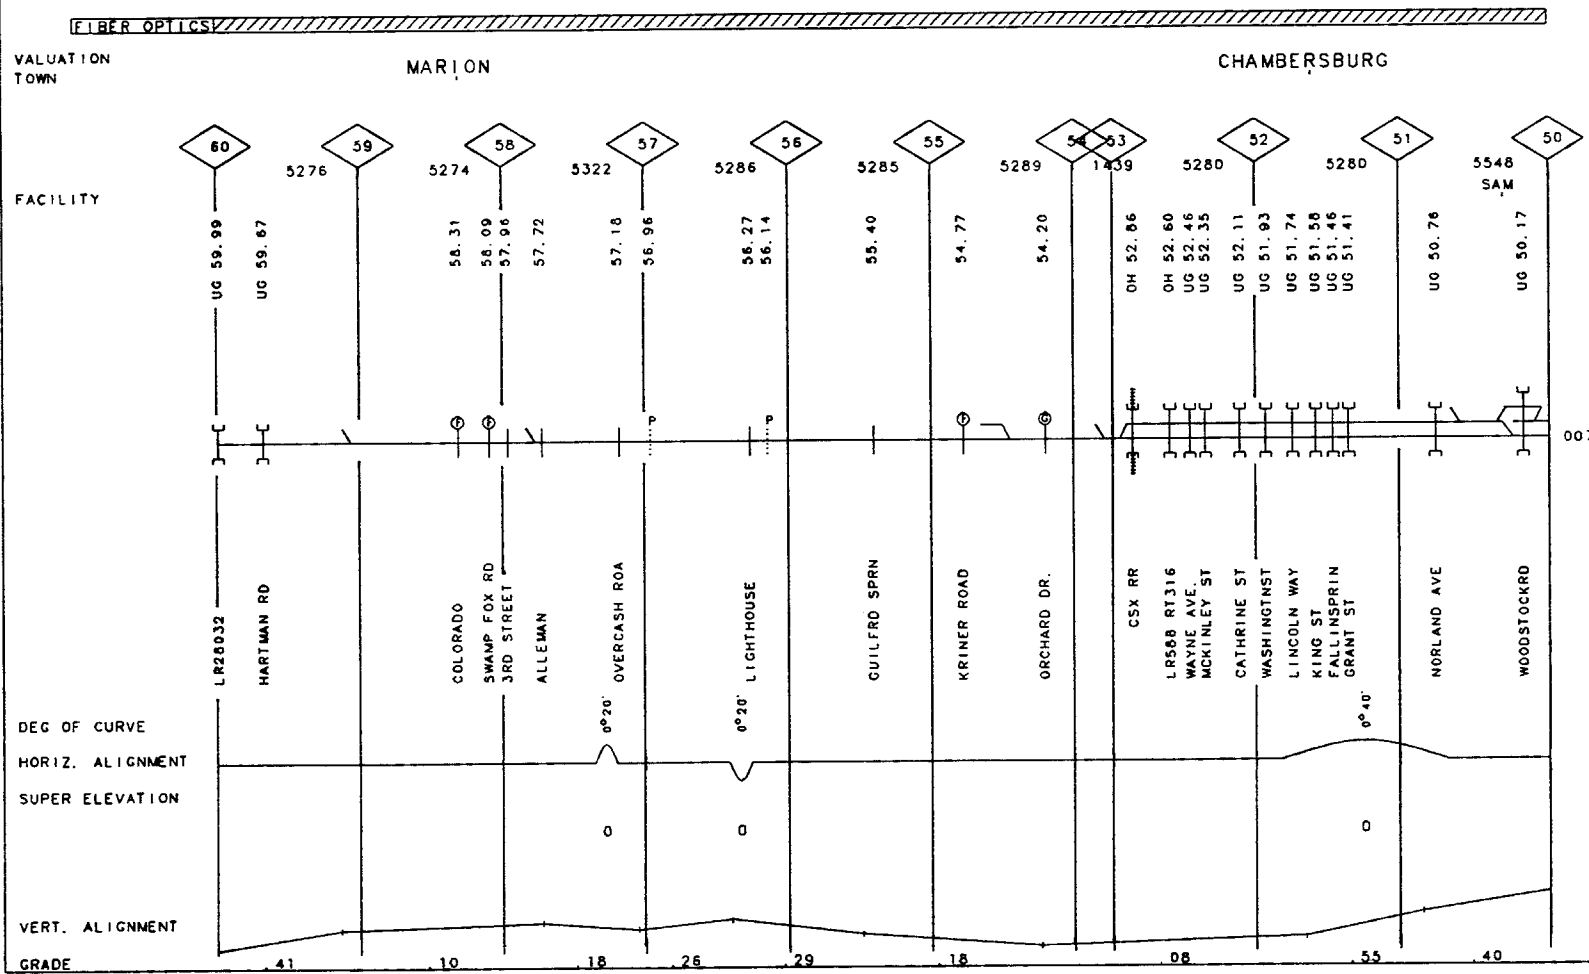 FIBER OPTICS
VALUATION
TOWN
MARION
CHAMBERSBURG
60
59
58
57
56
55
54
53
52
51
50
5276
5274
5322
5286
5285
5289
1439
5280
5280
5548
SAM
FACILITY
UG 59.99
UG 59.67
58.31
58.09
57.96
57.72
57.18
56.96
56.27
56.14
55.40
54.77
54.20
OH 52.86
OH 52.60
UG 52.46
UG 52.35
UG 52.11
UG 51.93
UG 51.74
UG 51.58
UG 51.46
UG 51.41
UG 50.76
UG 50.17
F
F
P
P
F
G
007
LR28032
HARTMAN RD
COLORADO
SWAMP FOX RD
3RD STREET
ALLEMAN
OVERCASH ROA
LIGHTHOUSE
GUILFRD SPRN
KRINER ROAD
ORCHARD DR.
CSX RR
LR588 RT316
WAYNE AVE.
MCKINLEY ST
CATHRINE ST
WASHINGTNST
LINCOLN WAY
KING ST
FALLINSPRIN
GRANT ST
NORLAND AVE
WOODSTOCKRD
DEG OF CURVE
0°20'
0°20'
0°40'
HORIZ. ALIGNMENT
SUPER ELEVATION
0
0
0
VERT. ALIGNMENT
GRADE
.41
.10
.18
.26
.29
.18
.08
.55
.40